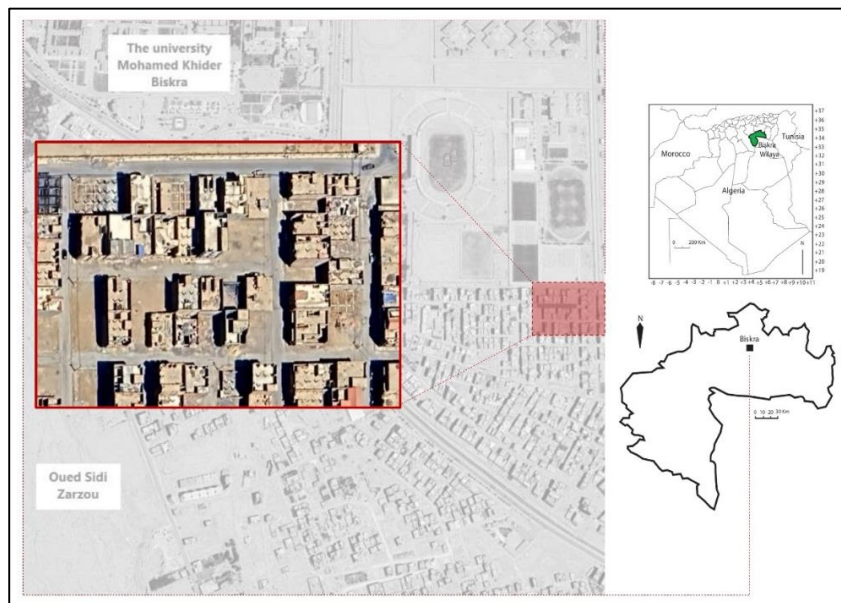 The university
Mohamed Khider
Biskra
Oued Sidi
Zarzou
Morocco
Tunisia
Biskra
Wilaya
Algeria
0 200 Km
N
+37
+36
+35
+34
+33
+32
+31
+30
+29
+28
+27
+26
+25
+24
+23
+22
+21
+20
+19
-8 -7 -6 -5 -4 -3 -2 -1 0 +1 +2 +3 +4 +5 +6 +7 +8 +9 +10 +11
N
Biskra
0 10 20 30 Km